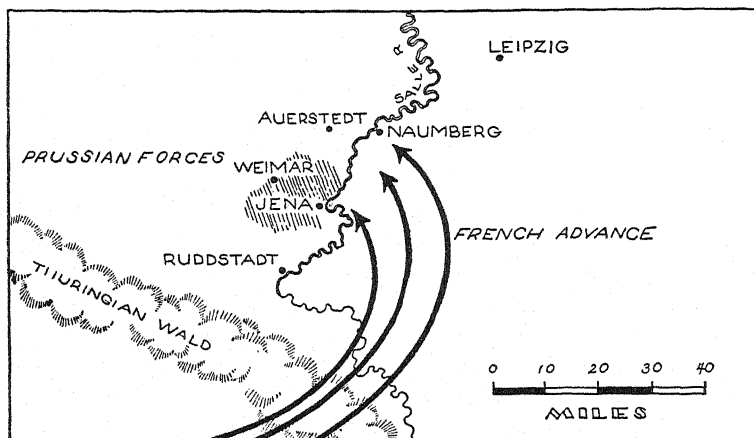 LEIPZIG
SALLE R
AUERSTEDT
NAUMBERG
PRUSSIAN FORCES
WEIMAR
JENA
FRENCH ADVANCE
RUDDSTADT
THURINGIAN WALD
0 10 20 30 40
MILES